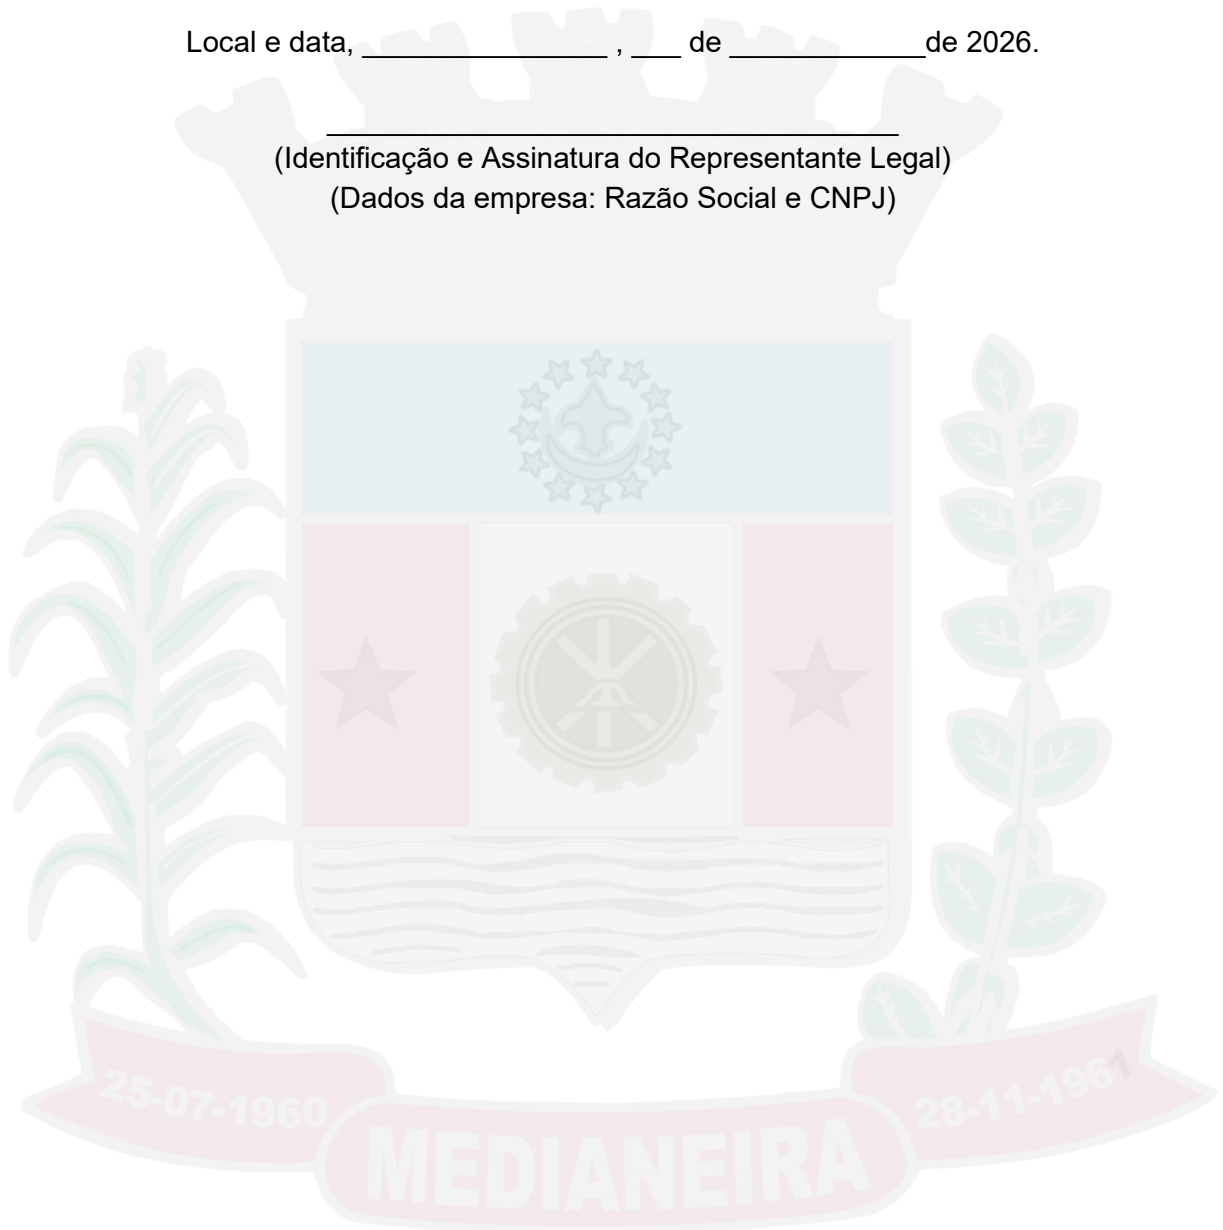 Local e data, _______________ , ___ de ____________de 2026.
___________________________________
(Identificação e Assinatura do Representante Legal)
(Dados da empresa: Razão Social e CNPJ)
25-07-1960
28-11-1961
MEDIANEIRA